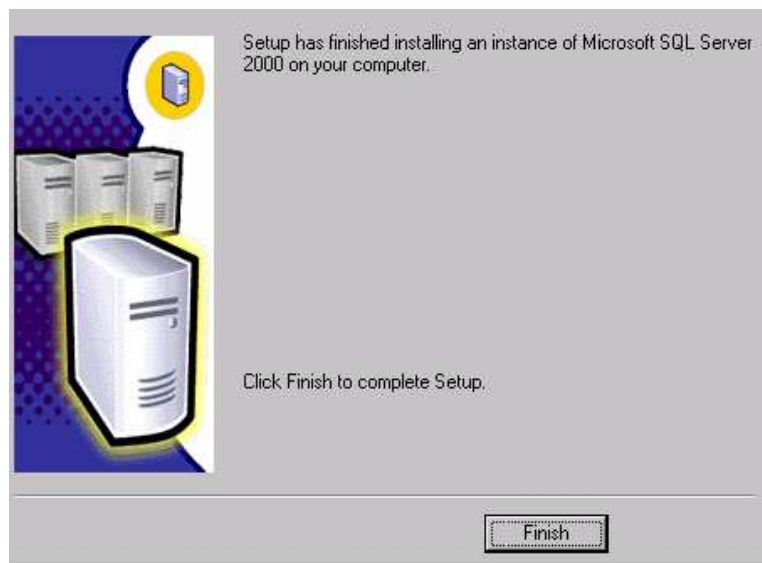 Setup has finished installing an instance of Microsoft SQL Server
2000 on your computer.
Click Finish to complete Setup.
Finish